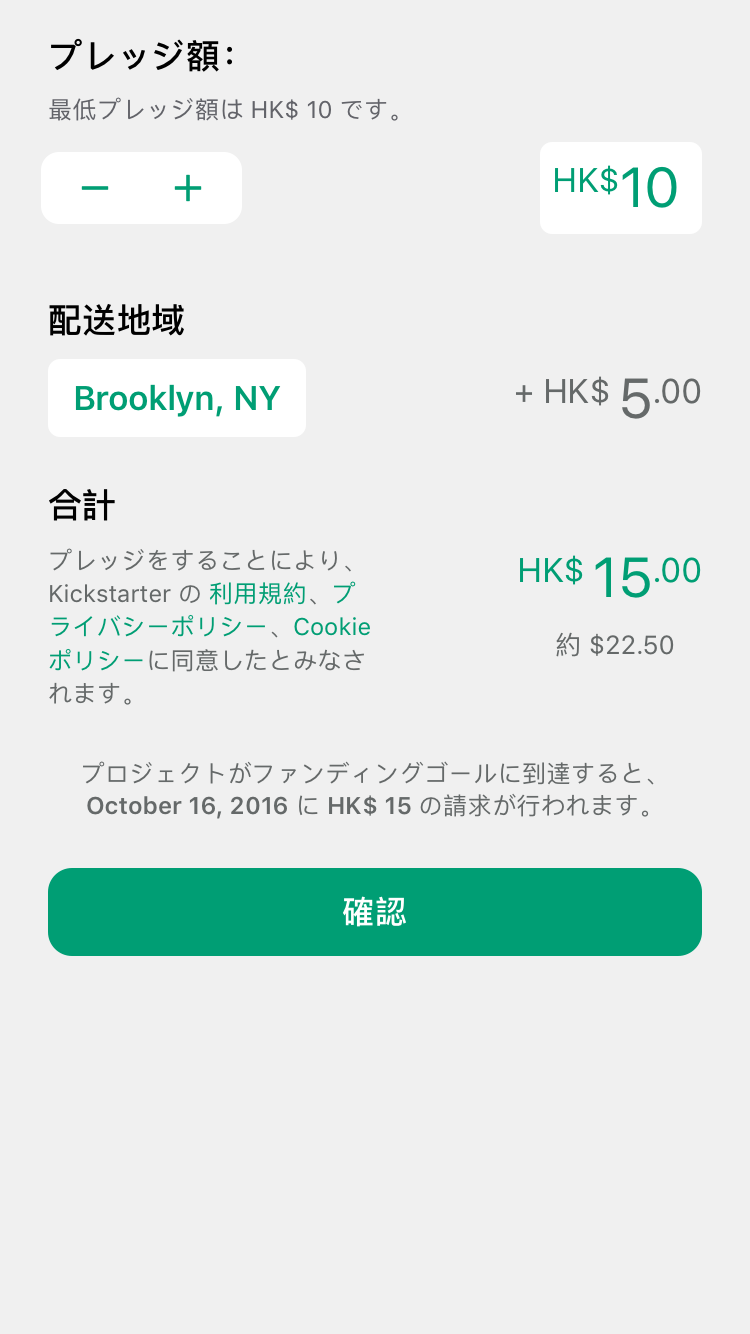 プレッジ額：
最低プレッジ額は HK$ 10 です。
− +
HK$10
配送地域
Brooklyn, NY
+ HK$ 5.00
合計
プレッジをすることにより、
Kickstarter の 利用規約、プ
ライバシーポリシー、Cookie
ポリシーに同意したとみなさ
れます。
HK$ 15.00
約 $22.50
プロジェクトがファンディングゴールに到達すると、
October 16, 2016 に HK$ 15 の請求が行われます。
確認